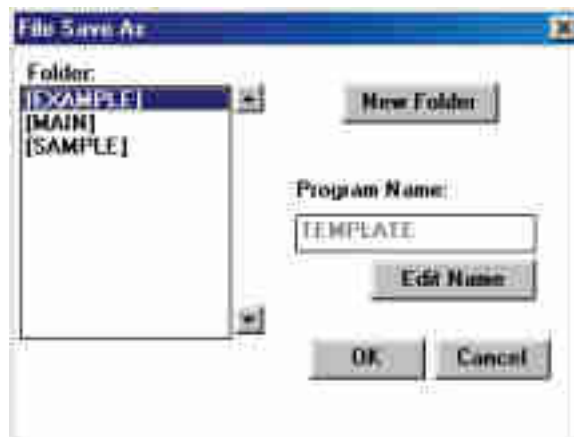 File Save As
Folder:
[EXAMPLE]
[MAIN]
[SAMPLE]
New Folder
Program Name:
TEMPLATE
Edit Name
OK
Cancel